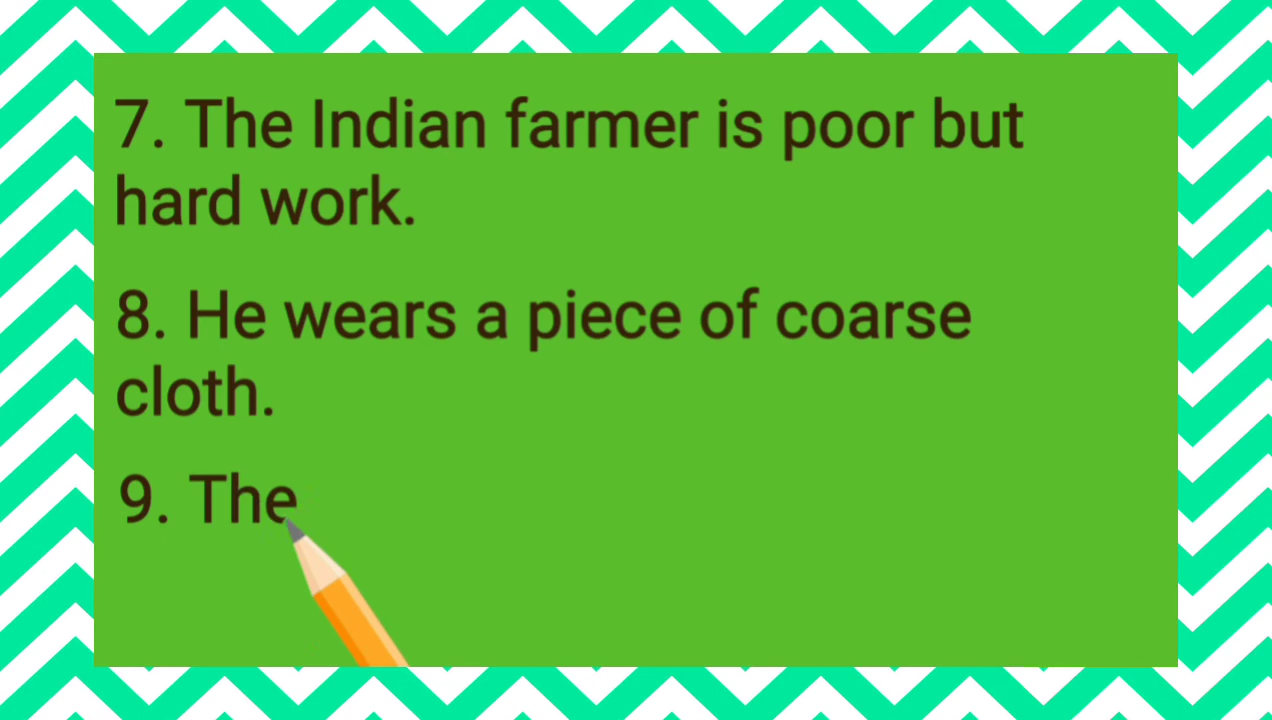 7. The Indian farmer is poor but
hard work.
8. He wears a piece of coarse
cloth.
9. The